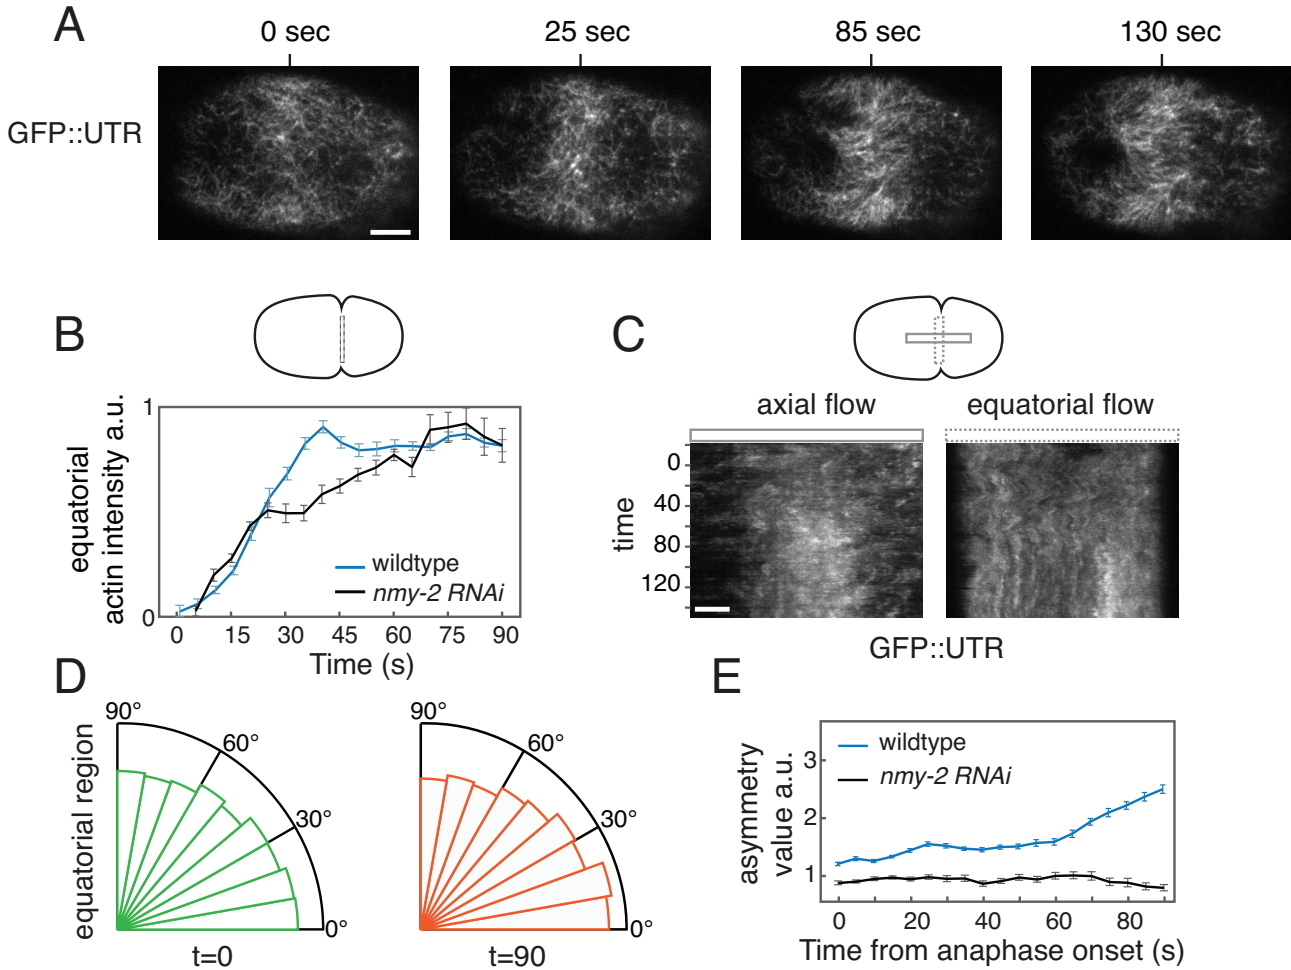 A
0 sec
25 sec
85 sec
130 sec
GFP::UTR
B
equatorial
actin intensity a.u.
1
0
wildtype
nmy-2 RNAi
0
15
30
45
60
75
90
Time (s)
C
axial flow
equatorial flow
time
0
40
80
120
GFP::UTR
D
equatorial region
90°
60°
30°
0°
t=0
90°
60°
30°
0°
t=90
E
asymmetry
value a.u.
3
2
1
wildtype
nmy-2 RNAi
0
20
40
60
80
Time from anaphase onset (s)